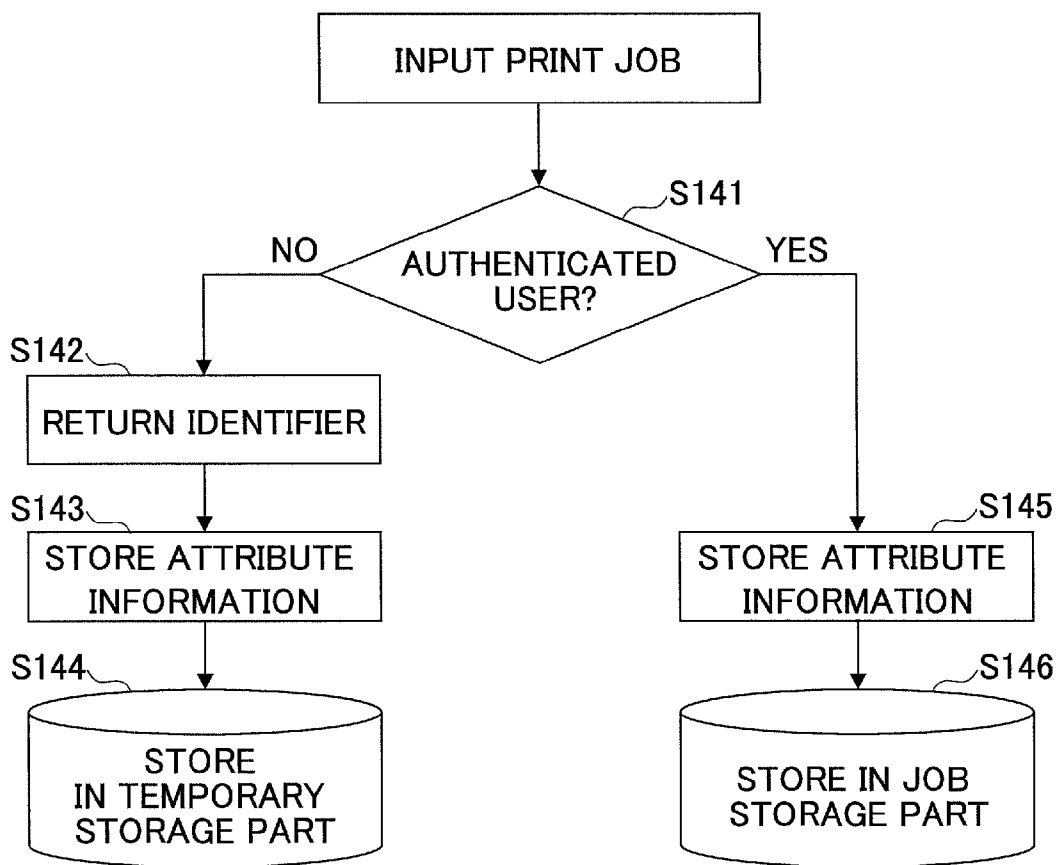 INPUT PRINT JOB
S141
NO
YES
AUTHENTICATED
USER?
S142
RETURN IDENTIFIER
S143
STORE ATTRIBUTE
INFORMATION
S145
STORE ATTRIBUTE
INFORMATION
S144
STORE
IN TEMPORARY
STORAGE PART
S146
STORE IN JOB
STORAGE PART